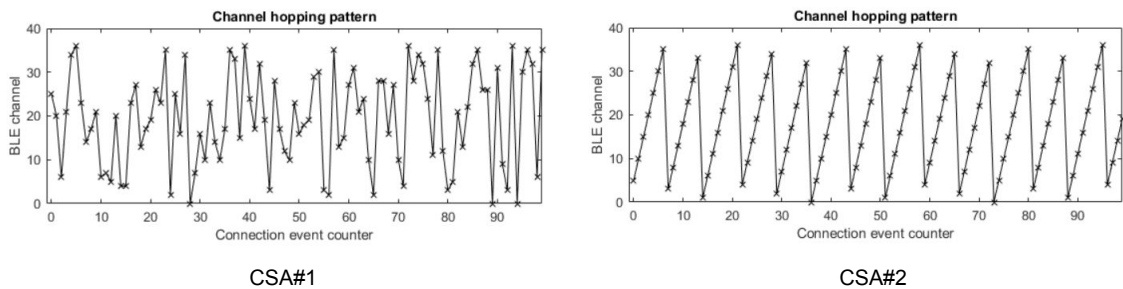 Channel hopping pattern
40
30
20
10
0
BLE channel
0 10 20 30 40 50 60 70 80 90
Connection event counter
CSA#1
Channel hopping pattern
40
30
20
10
0
BLE channel
0 10 20 30 40 50 60 70 80 90
Connection event counter
CSA#2